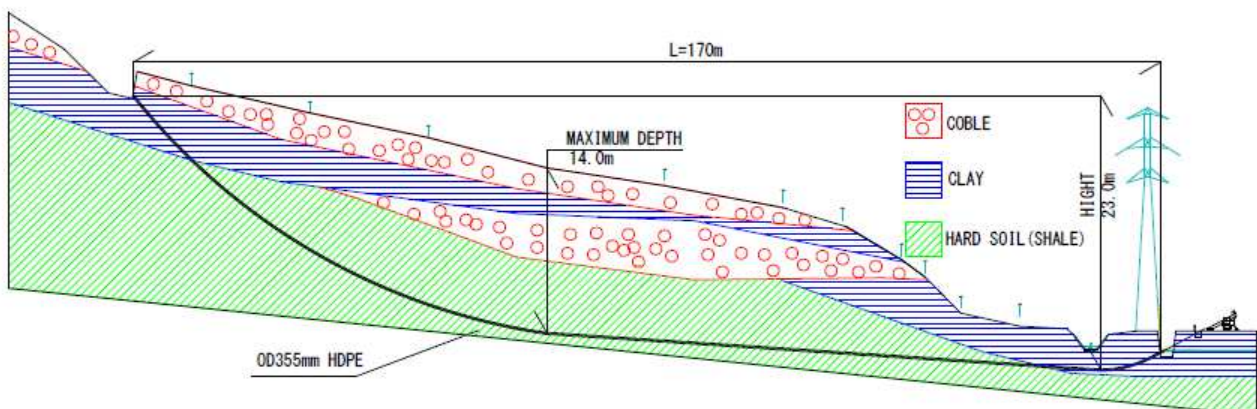 L=170m
MAXIMUM DEPTH
14.0m
COBLE
CLAY
HARD SOIL(SHALE)
HIGHT
23.0m
OD355mm HDPE